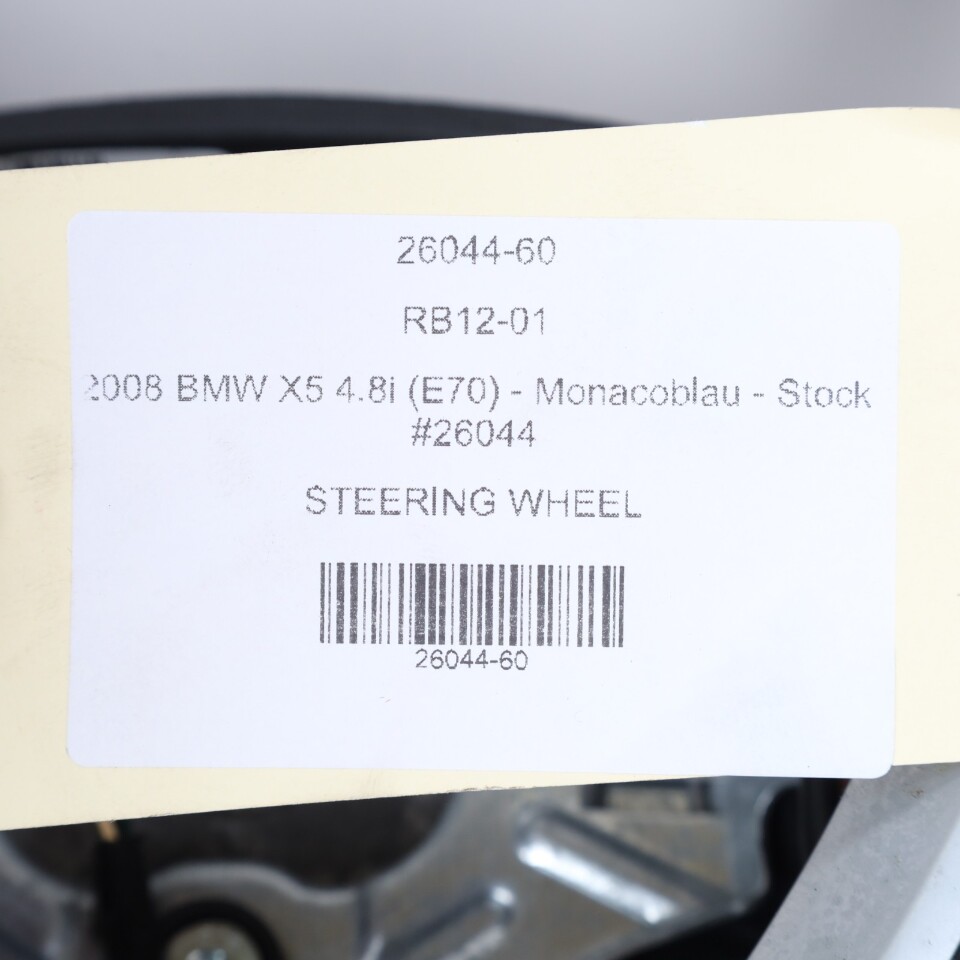 26044-60
RB12-01
2008 BMW X5 4.8i (E70) - Monacoblau - Stock
#26044
STEERING WHEEL
26044-60